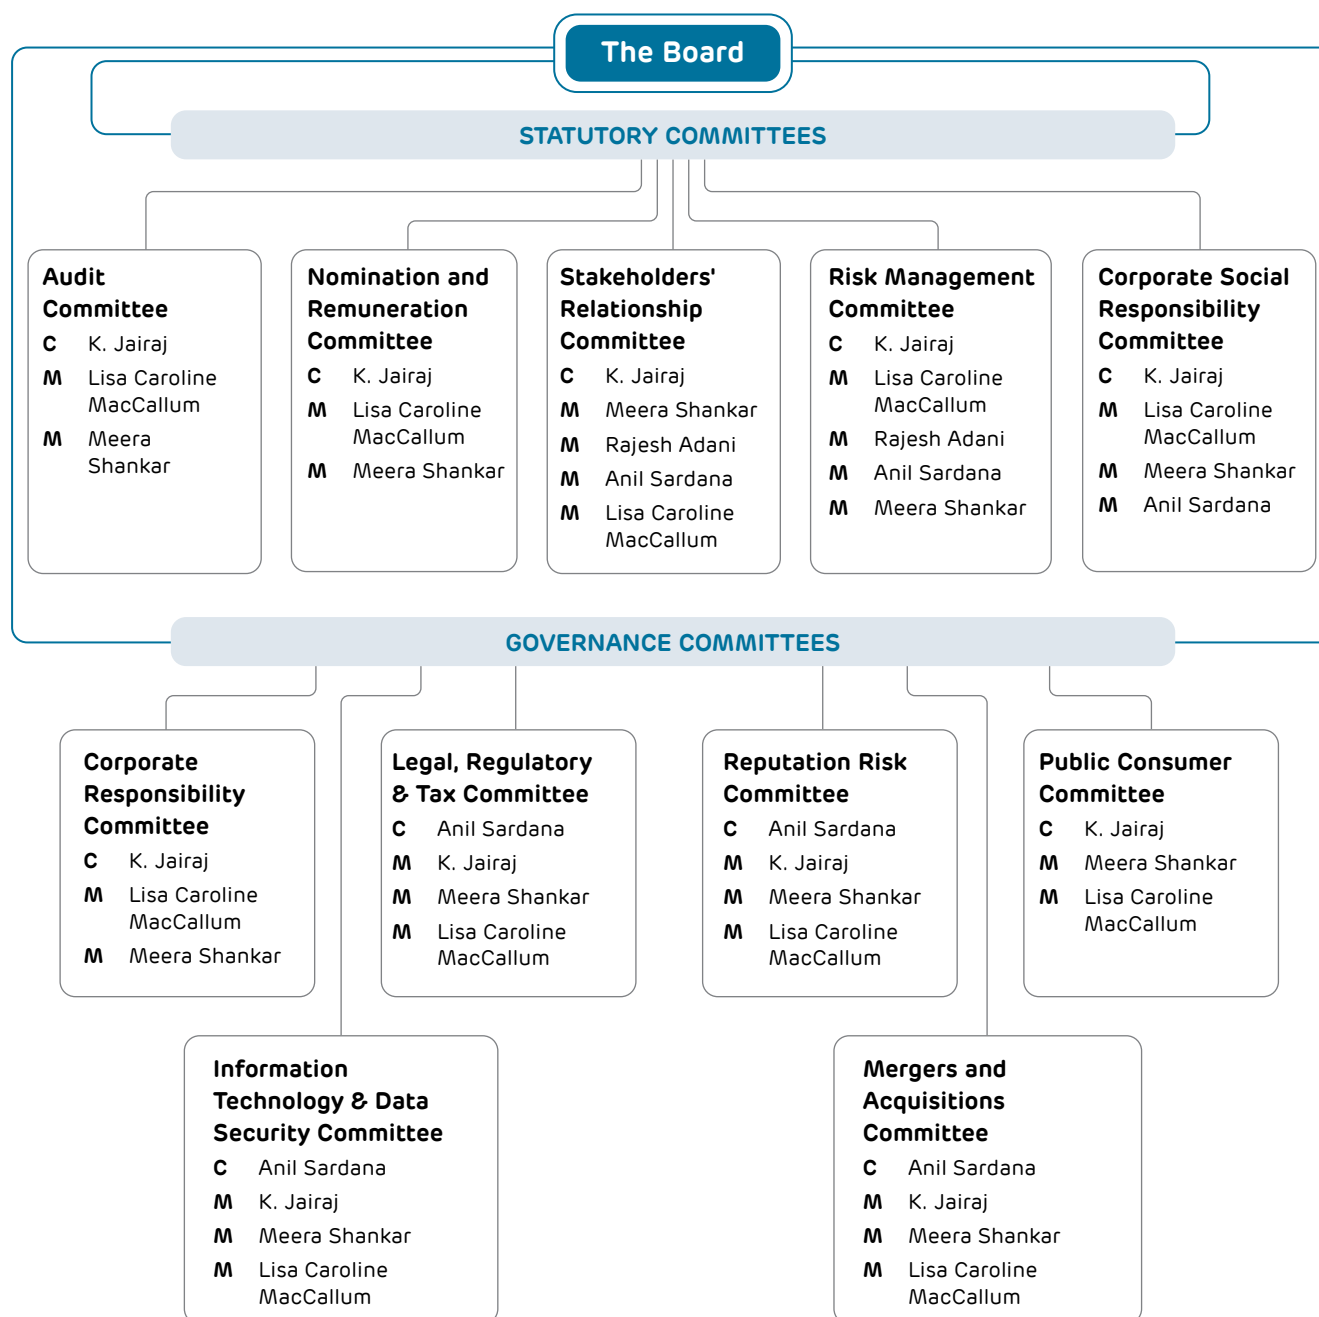 The Board
STATUTORY COMMITTEES
Audit
Committee
C K. Jairaj
M Lisa Caroline
MacCallum
M Meera
Shankar
Nomination and
Remuneration
Committee
C K. Jairaj
M Lisa Caroline
MacCallum
M Meera Shankar
Stakeholders'
Relationship
Committee
C K. Jairaj
M Meera Shankar
M Rajesh Adani
M Anil Sardana
M Lisa Caroline
MacCallum
Risk Management
Committee
C K. Jairaj
M Lisa Caroline
MacCallum
M Rajesh Adani
M Anil Sardana
M Meera Shankar
Corporate Social
Responsibility
Committee
C K. Jairaj
M Lisa Caroline
MacCallum
M Meera Shankar
M Anil Sardana
GOVERNANCE COMMITTEES
Corporate
Responsibility
Committee
C K. Jairaj
M Lisa Caroline
MacCallum
M Meera Shankar
Legal, Regulatory
& Tax Committee
C Anil Sardana
M K. Jairaj
M Meera Shankar
M Lisa Caroline
MacCallum
Reputation Risk
Committee
C Anil Sardana
M K. Jairaj
M Meera Shankar
M Lisa Caroline
MacCallum
Public Consumer
Committee
C K. Jairaj
M Meera Shankar
M Lisa Caroline
MacCallum
Information
Technology & Data
Security Committee
C Anil Sardana
M K. Jairaj
M Meera Shankar
M Lisa Caroline
MacCallum
Mergers and
Acquisitions
Committee
C Anil Sardana
M K. Jairaj
M Meera Shankar
M Lisa Caroline
MacCallum